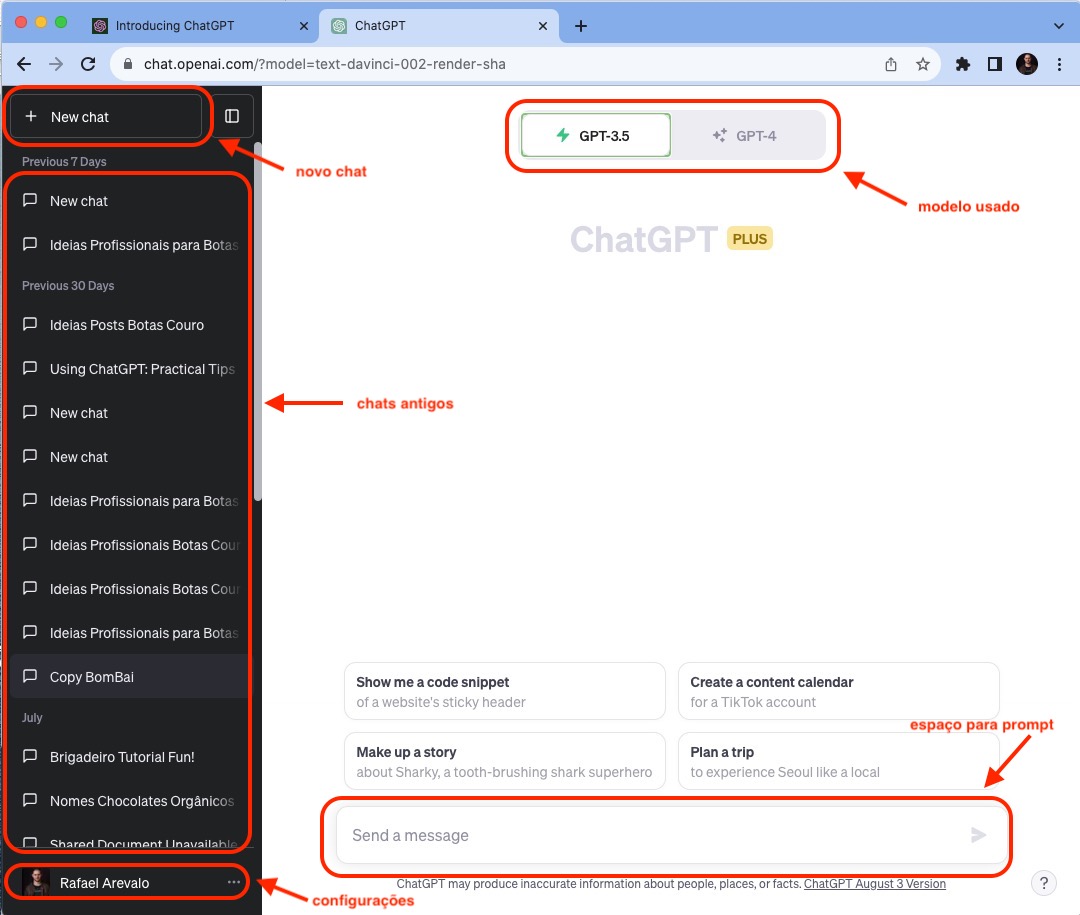 Introducing ChatGPT
ChatGPT
chat.openai.com/?model=text-davinci-002-render-sha
New chat
novo chat
Previous 7 Days
New chat
Ideias Profissionais para Botas
Previous 30 Days
Ideias Posts Botas Couro
Using ChatGPT: Practical Tips
New chat
New chat
Ideias Profissionais para Botas
Ideias Profissionais Botas Cour
Ideias Profissionais Botas Cour
Ideias Profissionais para Botas
Copy BomBai
July
Brigadeiro Tutorial Fun!
Nomes Chocolates Orgânicos
Shared Document Unavailable
Rafael Arevalo
configurações
chats antigos
GPT-3.5
GPT-4
modelo usado
ChatGPT PLUS
Show me a code snippet
of a website's sticky header
Create a content calendar
for a TikTok account
Make up a story
about Sharky, a tooth-brushing shark superhero
Plan a trip
to experience Seoul like a local
espaço para prompt
Send a message
ChatGPT may produce inaccurate information about people, places, or facts. ChatGPT August 3 Version
?